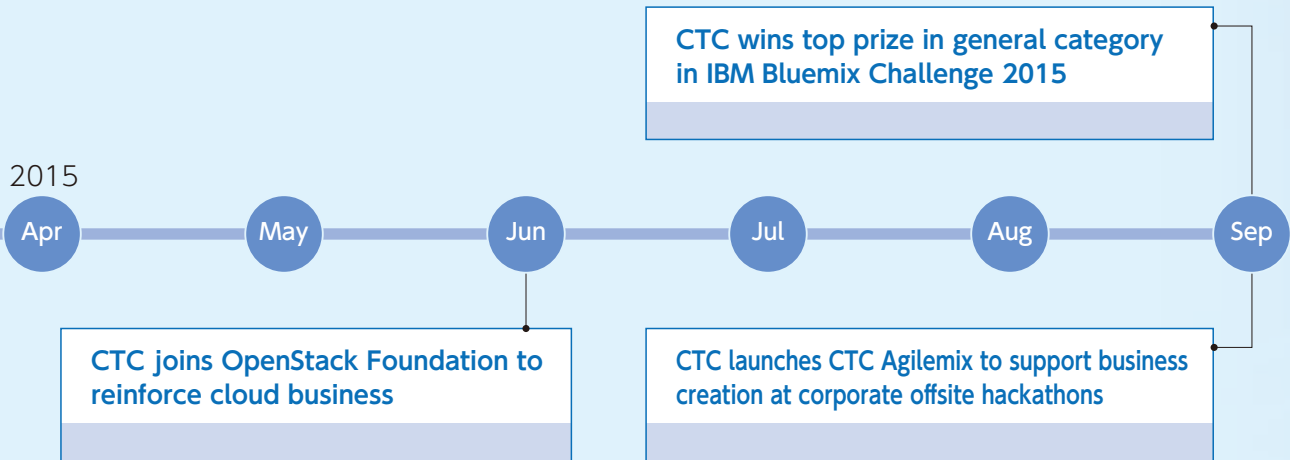 CTC wins top prize in general category
in IBM Bluemix Challenge 2015
2015
Apr
May
Jun
Jul
Aug
Sep
CTC joins OpenStack Foundation to
reinforce cloud business
CTC launches CTC Agilemix to support business
creation at corporate offsite hackathons